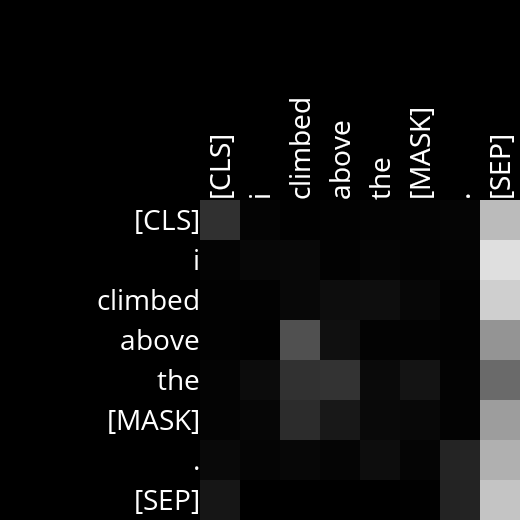 [CLS] i climbed above the [MASK] . [SEP]
[CLS]
i
climbed
above
the
[MASK]
.
[SEP]